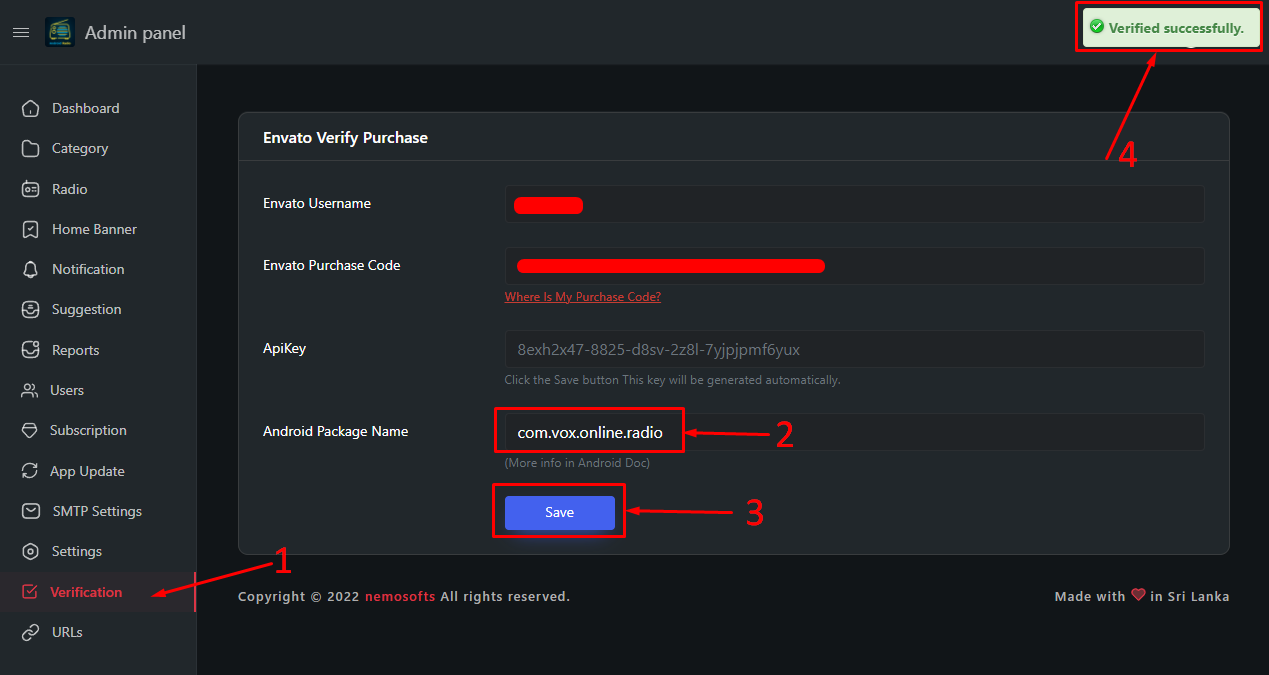 Admin panel
Verified successfully.
4
Dashboard
Category
Radio
Home Banner
Notification
Suggestion
Reports
Users
Subscription
App Update
SMTP Settings
Settings
Verification
URLs
1
Envato Verify Purchase
Envato Username
Envato Purchase Code
Where Is My Purchase Code?
ApiKey
8exh2x47-8825-d8sv-2z8l-7yjpjpmf6yux
Click the Save button This key will be generated automatically.
Android Package Name
com.vox.online.radio
2
(More info in Android Doc)
Save
3
Copyright © 2022 nemosofts All rights reserved.
Made with ❤ in Sri Lanka